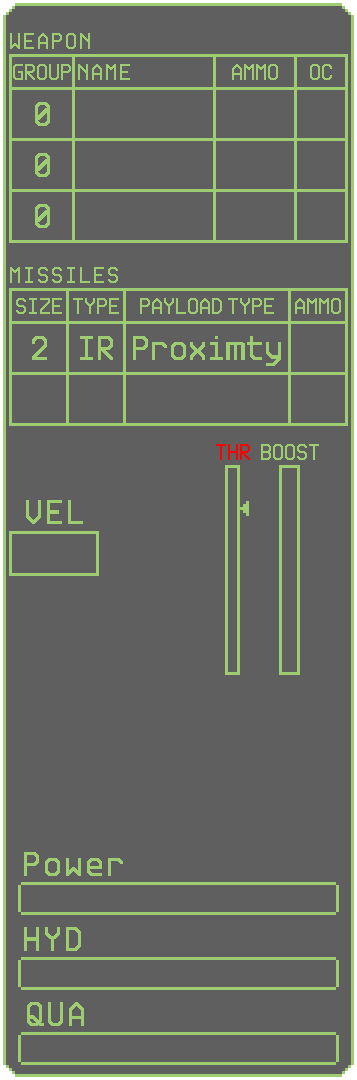 WEAPON
GROUP NAME AMMO OC
0
0
0
MISSILES
SIZE TYPE PAYLOAD TYPE AMMO
2 IR Proximty
THR BOOST
VEL
Power
HYD
QUA